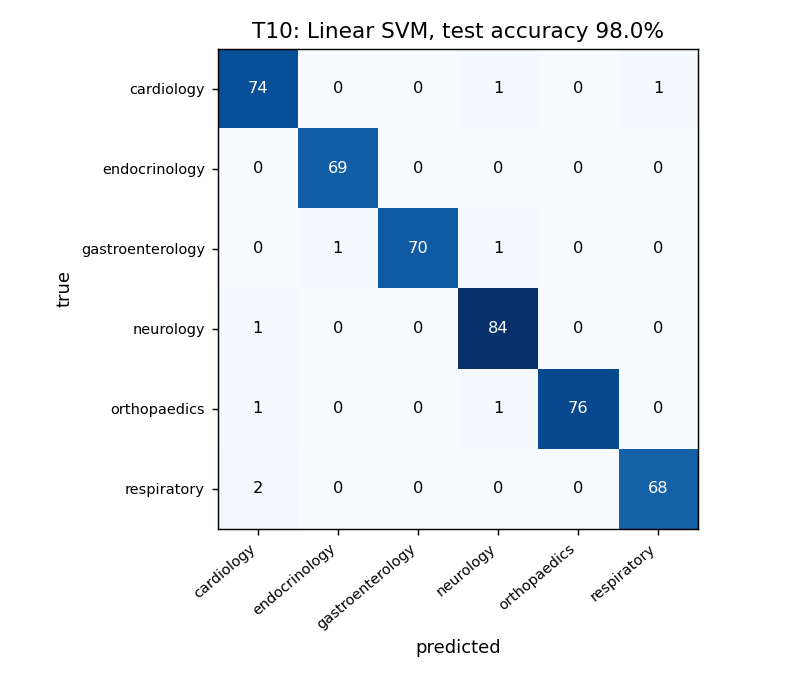 T10: Linear SVM, test accuracy 98.0%
cardiology 74 0 0 1 0 1
endocrinology 0 69 0 0 0 0
gastroenterology 0 1 70 1 0 0
neurology 1 0 0 84 0 0
orthopaedics 1 0 0 1 76 0
respiratory 2 0 0 0 0 68
true
cardiology endocrinology gastroenterology neurology orthopaedics respiratory
predicted